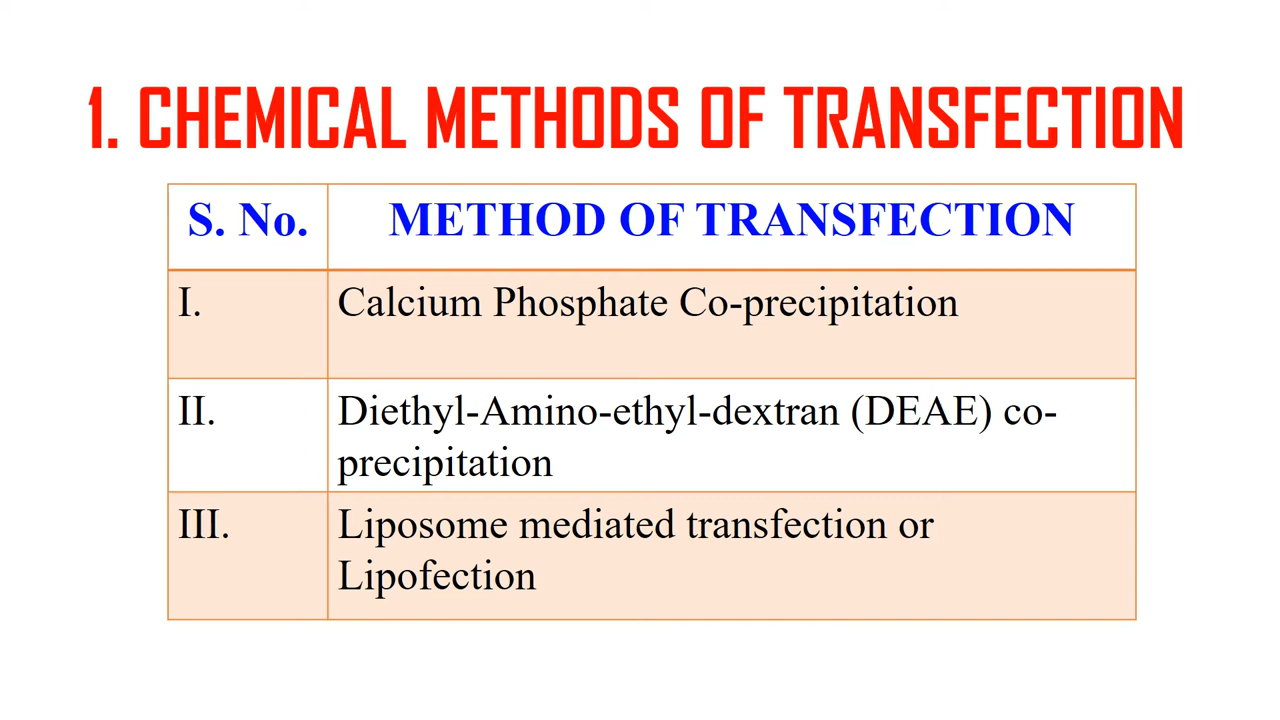 1. CHEMICAL METHODS OF TRANSFECTION
S. No. METHOD OF TRANSFECTION
I. Calcium Phosphate Co-precipitation
II. Diethyl-Amino-ethyl-dextran (DEAE) co-
precipitation
III. Liposome mediated transfection or
Lipofection